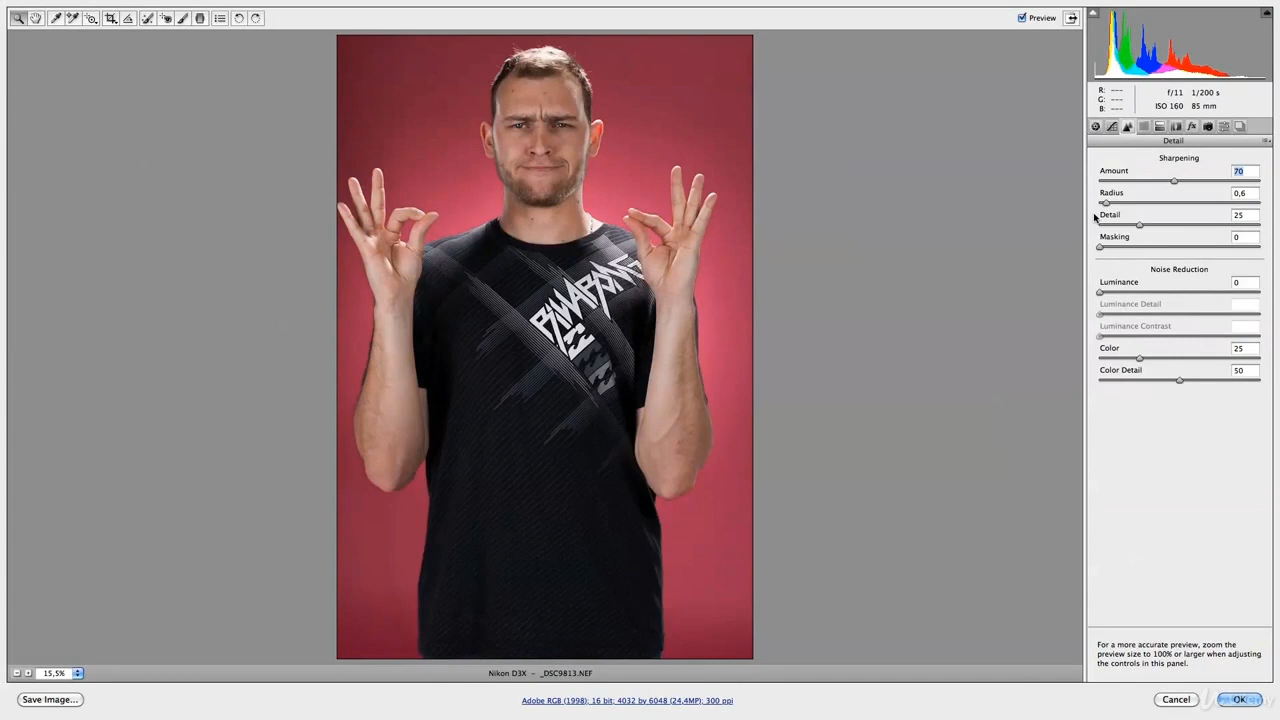 Preview
R: ---
G: ---
B: ---
f/11 1/200 s
ISO 160 85 mm
Detail
Sharpening
Amount 70
Radius 0,6
Detail 25
Masking 0
Noise Reduction
Luminance 0
Luminance Detail
Luminance Contrast
Color 25
Color Detail 50
BILLABONG
For a more accurate preview, zoom the
preview size to 100% or larger when adjusting
the controls in this panel.
15,5%
Nikon D3X - _DSC9813.NEF
Save Image...
Adobe RGB (1998); 16 bit; 4032 by 6048 (24,4MP); 300 ppi
Cancel
OK